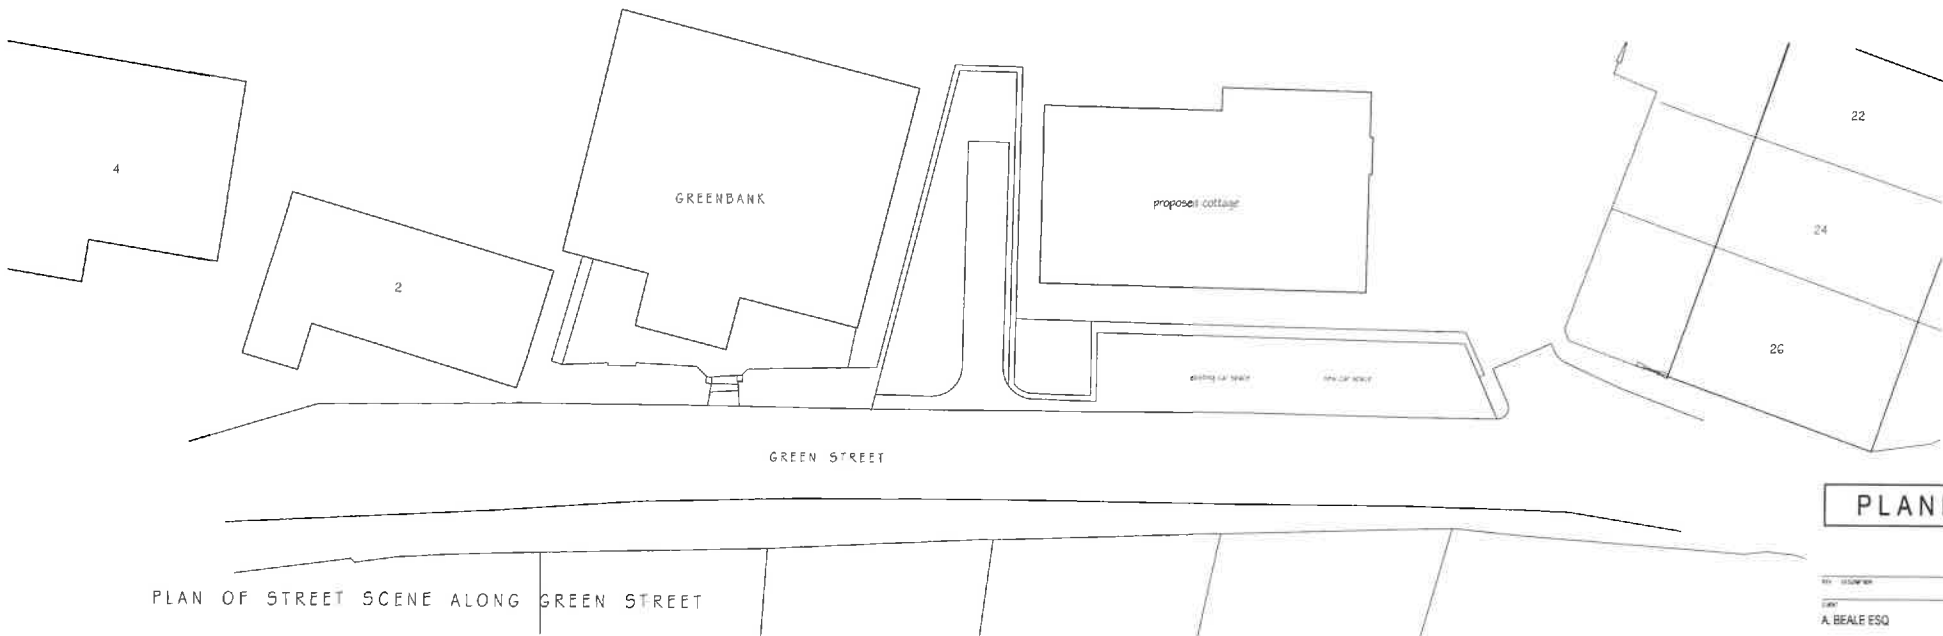 22
4
GREENBANK
proposed cottage
24
2
26
existing car space
new car space
GREEN STREET
PLAN
PLAN OF STREET SCENE ALONG GREEN STREET
CLIENT
A. BEALE ESQ